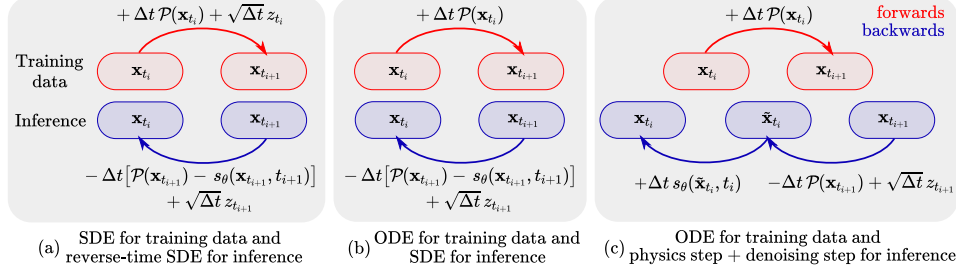 + Δt 𝒫(x_{t_i}) + √Δt z_{t_i}
Training data
x_{t_i} x_{t_{i+1}}
Inference
x_{t_i} x_{t_{i+1}}
− Δt[𝒫(x_{t_{i+1}}) − s_θ(x_{t_{i+1}}, t_{i+1})]
+ √Δt z_{t_{i+1}}
(a) SDE for training data and
reverse-time SDE for inference
+ Δt 𝒫(x_{t_i})
x_{t_i} x_{t_{i+1}}
x_{t_i} x_{t_{i+1}}
− Δt[𝒫(x_{t_{i+1}}) − s_θ(x_{t_{i+1}}, t_{i+1})]
+ √Δt z_{t_{i+1}}
(b) ODE for training data and
SDE for inference
+ Δt 𝒫(x_{t_i})
forwards
backwards
x_{t_i} x_{t_{i+1}}
x_{t_i} x̃_{t_i} x_{t_{i+1}}
+Δt s_θ(x̃_{t_i}, t_i) −Δt 𝒫(x_{t_{i+1}}) + √Δt z_{t_{i+1}}
(c) ODE for training data and
physics step + denoising step for inference